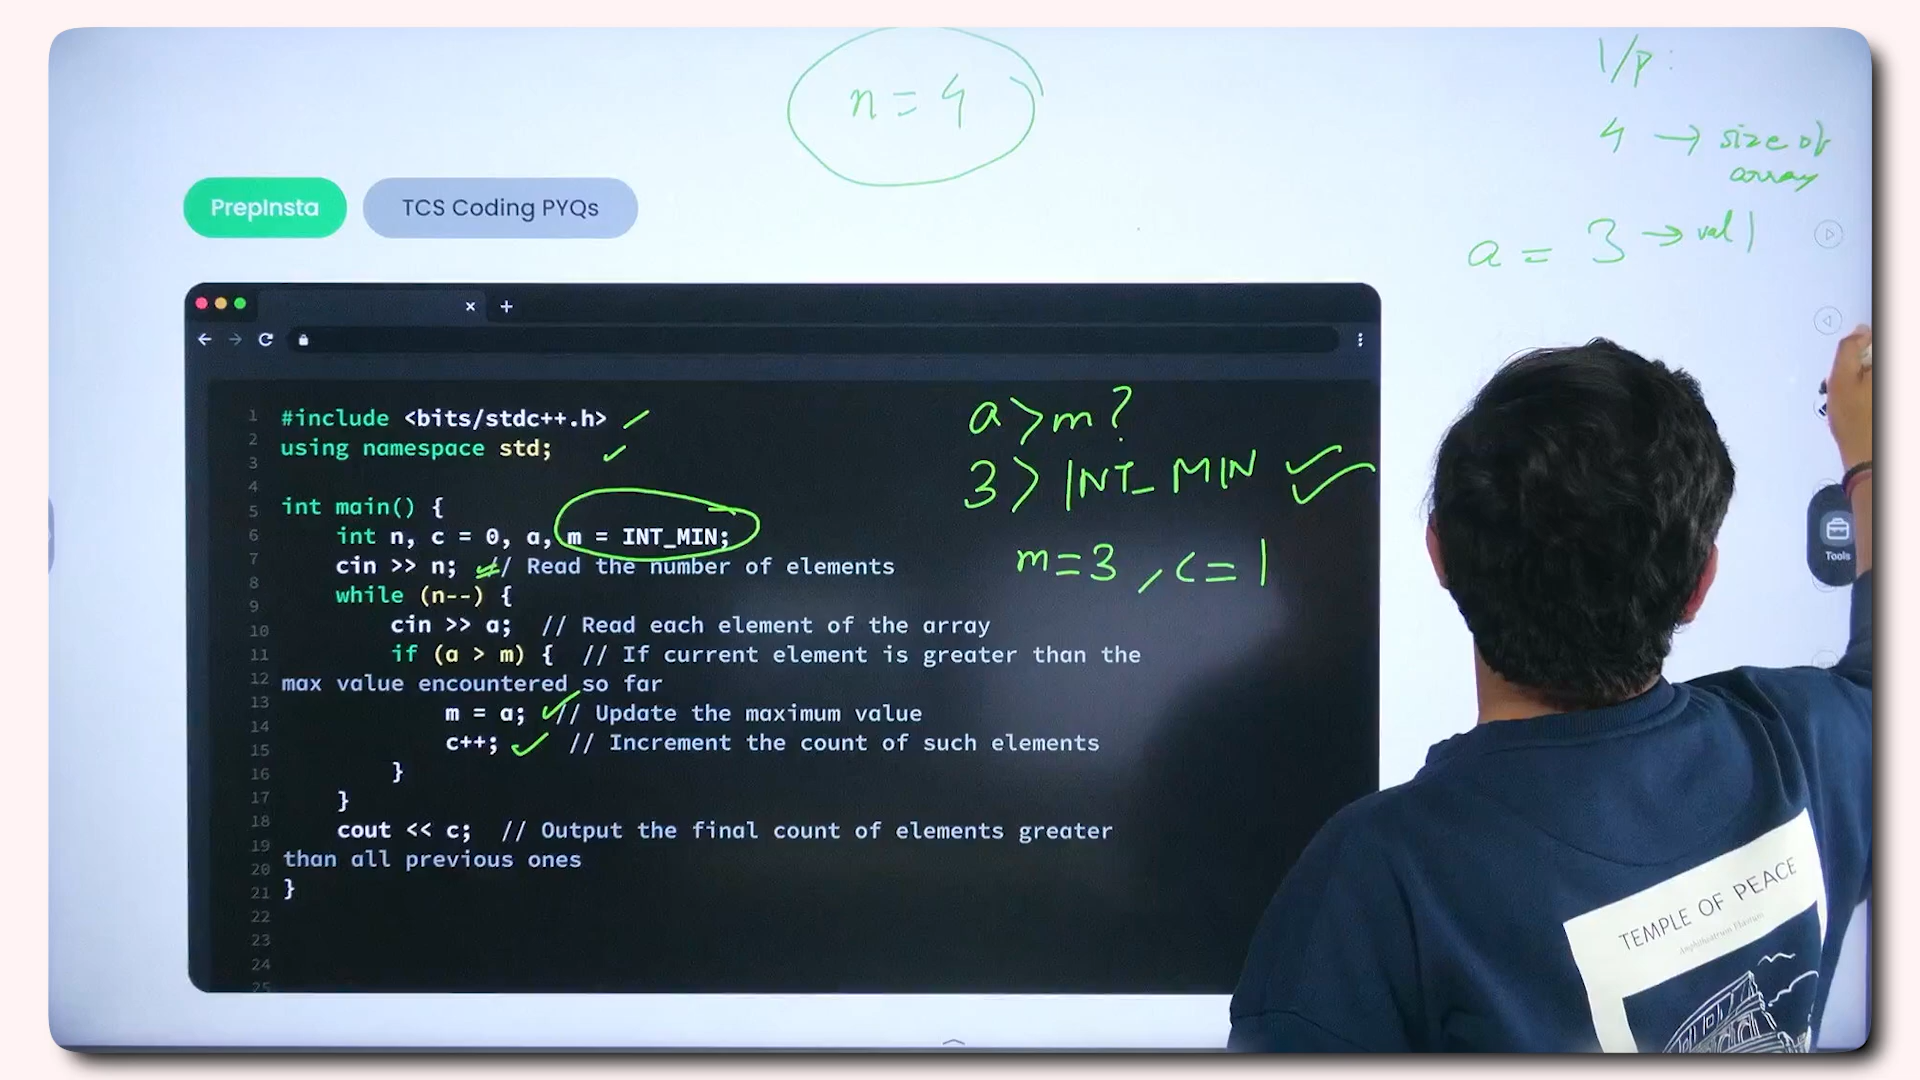 n = 4
I/p :
4 → size of
array
a = 3 → val 1
PrepInsta
TCS Coding PYQs
1 #include <bits/stdc++.h>
2 using namespace std;
3
4
5 int main() {
6 int n, c = 0, a, m = INT_MIN;
7 cin >> n; // Read the number of elements
8 while (n--) {
9
10 cin >> a; // Read each element of the array
11 if (a > m) { // If current element is greater than the
12 max value encountered so far
13 m = a; // Update the maximum value
14
15 c++; // Increment the count of such elements
16 }
17 }
18 cout << c; // Output the final count of elements greater
19 than all previous ones
20
21 }
22
23
24
25
a > m ?
3 > INT_MIN
m = 3 , c = 1
Tools
TEMPLE OF PEACE